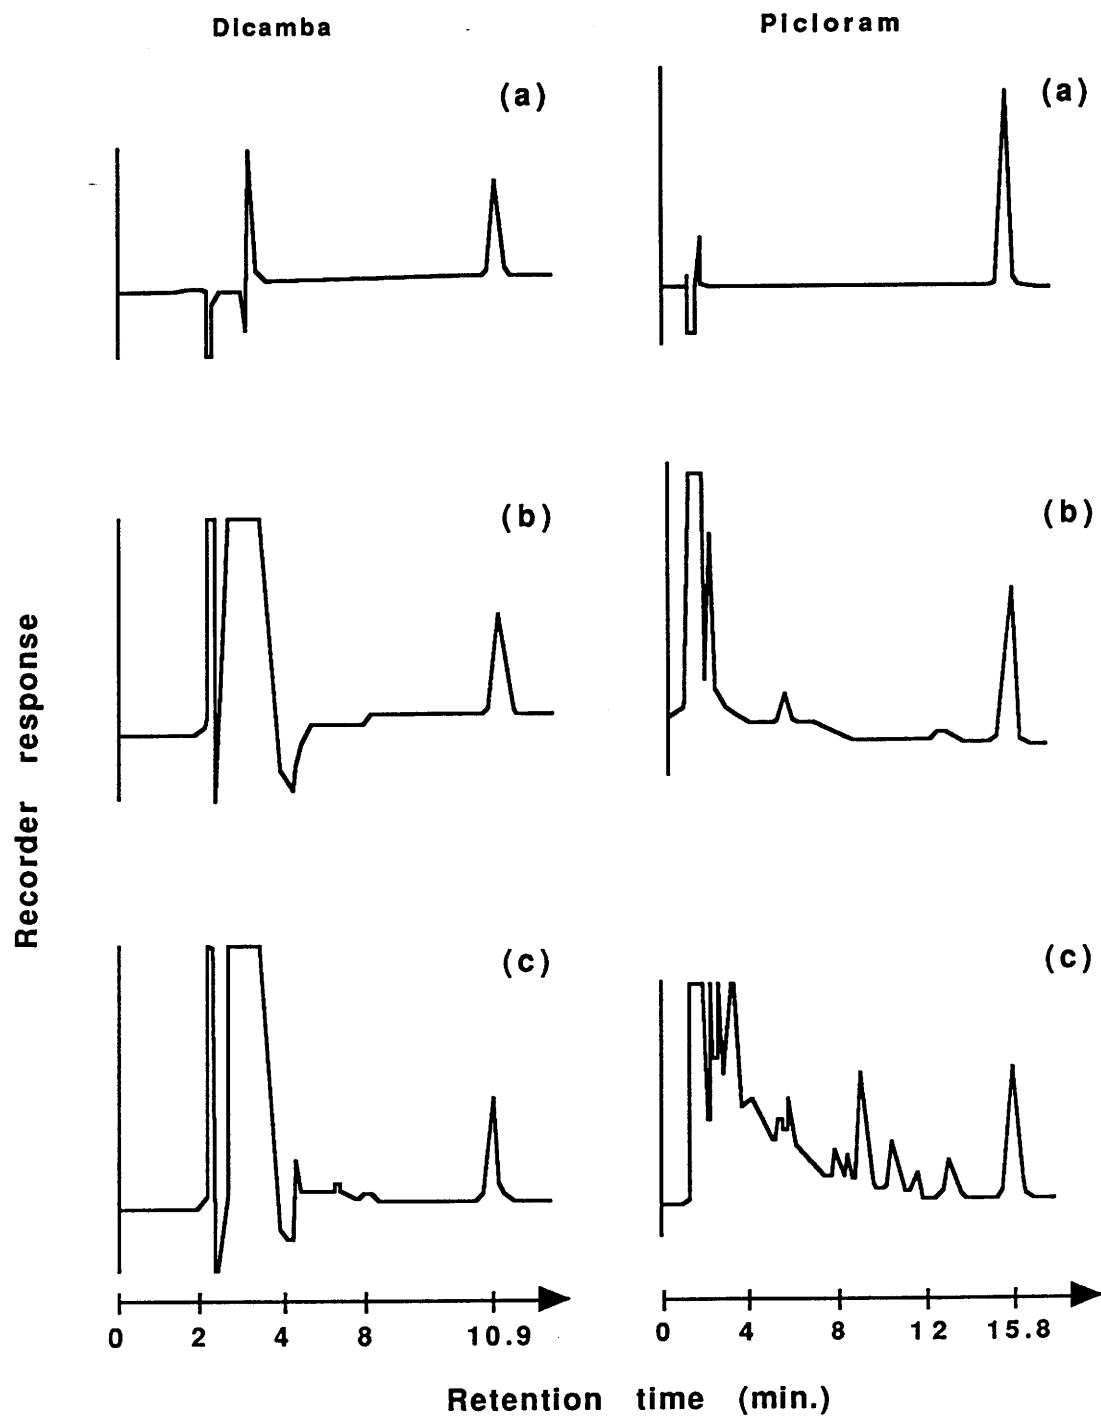 Dicamba
Picloram
(a)
(a)
(b)
(b)
(c)
(c)
Recorder response
0 2 4 8 10.9
0 4 8 12 15.8
Retention time (min.)